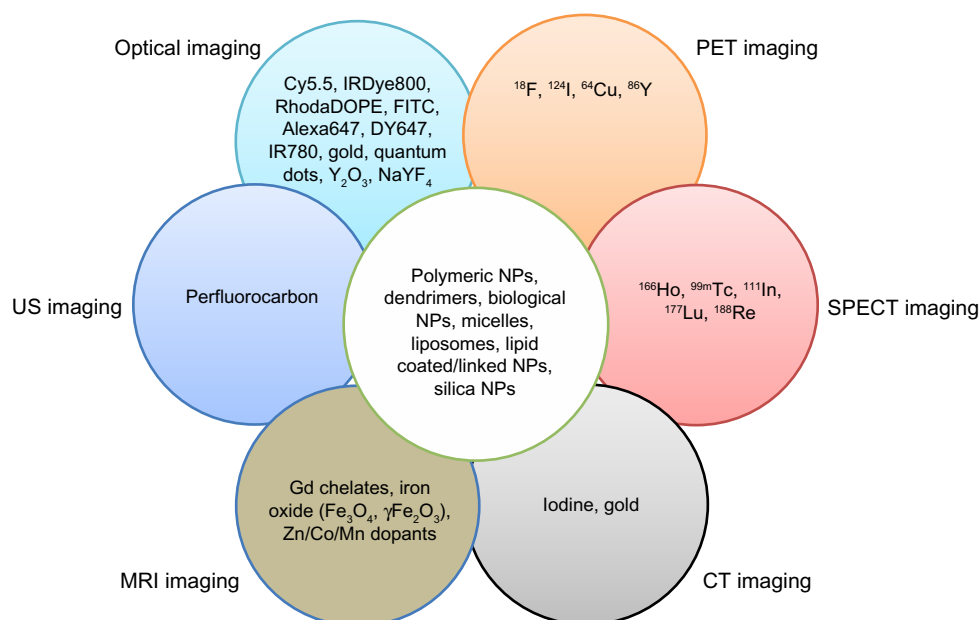 Optical imaging
PET imaging
Cy5.5, IRDye800,
RhodaDOPE, FITC,
Alexa647, DY647,
IR780, gold, quantum
dots, Y₂O₃, NaYF₄
¹⁸F, ¹²⁴I, ⁶⁴Cu, ⁸⁶Y
US imaging
Perfluorocarbon
Polymeric NPs,
dendrimers, biological
NPs, micelles,
liposomes, lipid
coated/linked NPs,
silica NPs
¹⁶⁶Ho, ⁹⁹ᵐTc, ¹¹¹In,
¹⁷⁷Lu, ¹⁸⁸Re
SPECT imaging
Gd chelates, iron
oxide (Fe₃O₄, γFe₂O₃),
Zn/Co/Mn dopants
Iodine, gold
MRI imaging
CT imaging